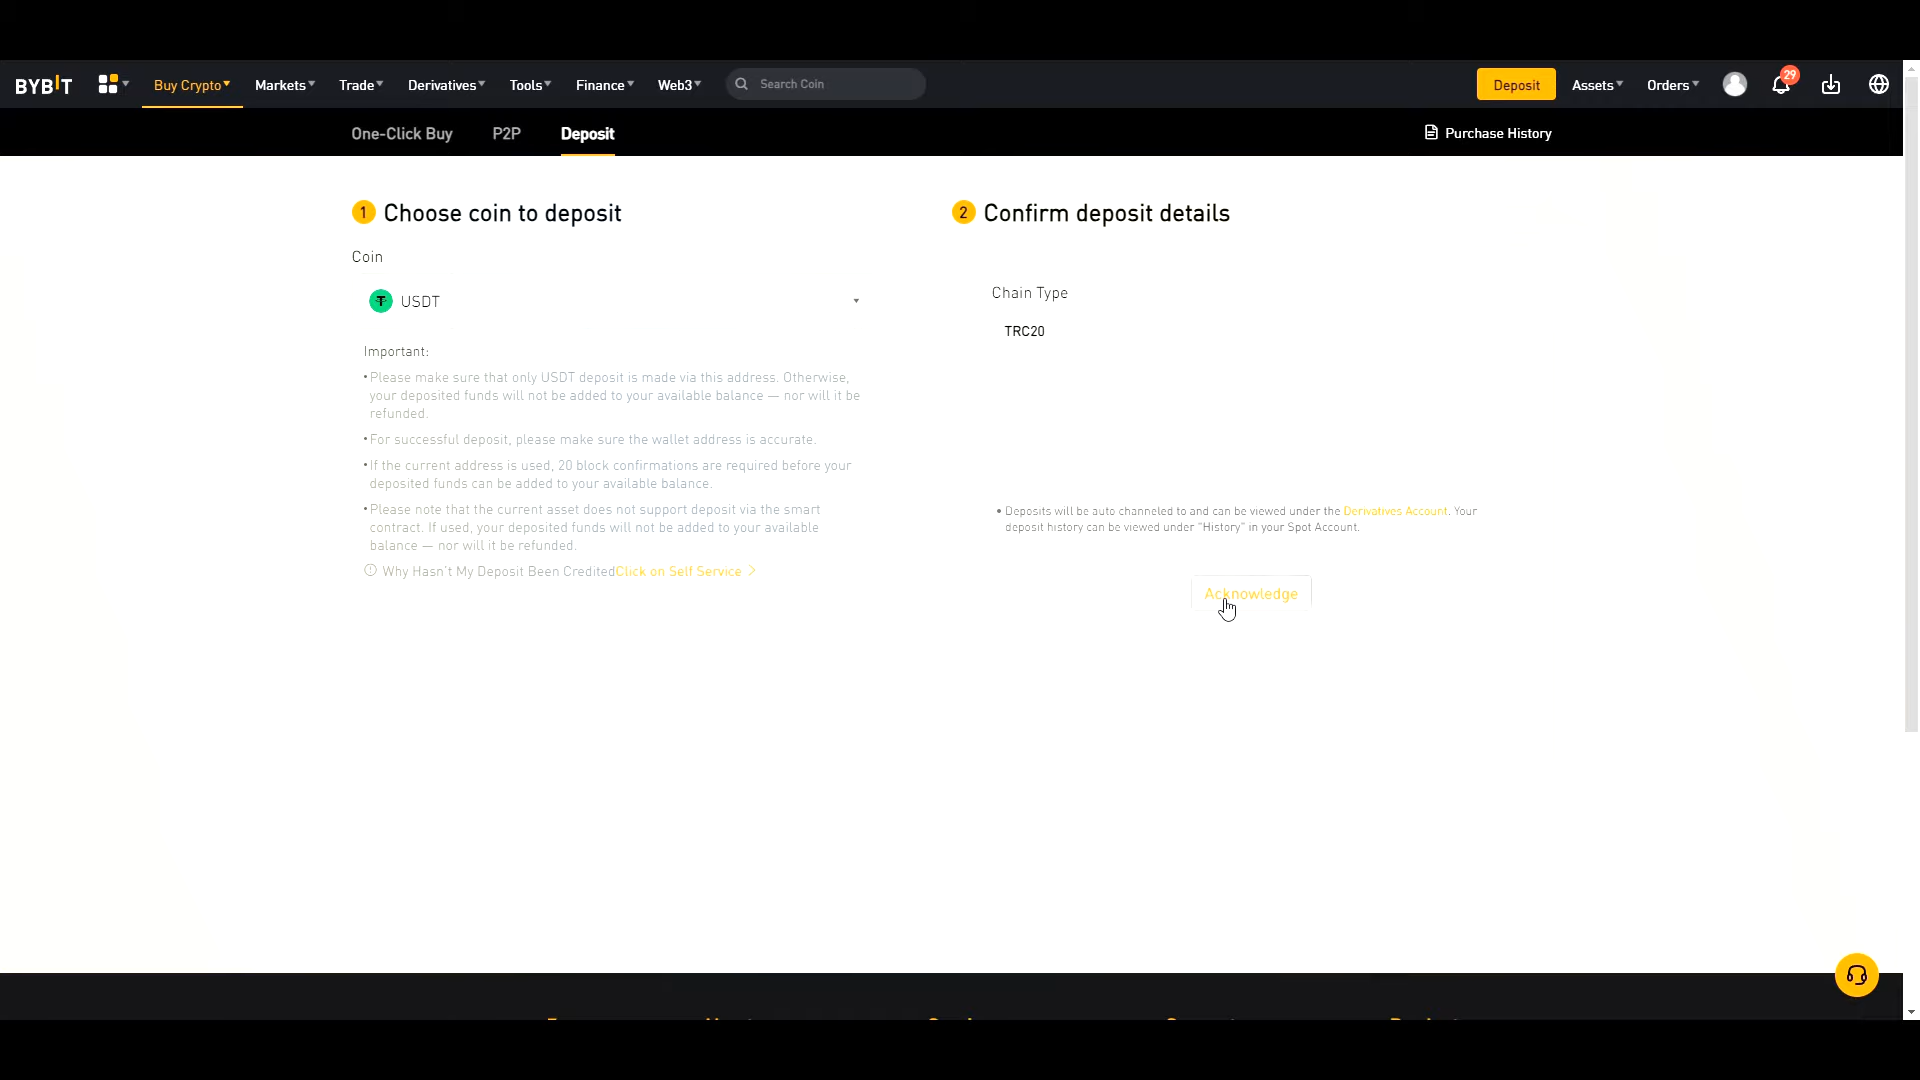 BYBIT
Buy Crypto
Markets
Trade
Derivatives
Tools
Finance
Web3
Search Coin
Deposit
Assets
Orders
29
One-Click Buy
P2P
Deposit
Purchase History
1 Choose coin to deposit
Coin
USDT
Important:
•Please make sure that only USDT deposit is made via this address. Otherwise,
your deposited funds will not be added to your available balance — nor will it be
refunded.
•For successful deposit, please make sure the wallet address is accurate.
•If the current address is used, 20 block confirmations are required before your
deposited funds can be added to your available balance.
•Please note that the current asset does not support deposit via the smart
contract. If used, your deposited funds will not be added to your available
balance — nor will it be refunded.
Why Hasn't My Deposit Been CreditedClick on Self Service >
2 Confirm deposit details
Chain Type
TRC20
• Deposits will be auto channeled to and can be viewed under the Derivatives Account. Your
deposit history can be viewed under "History" in your Spot Account.
Acknowledge